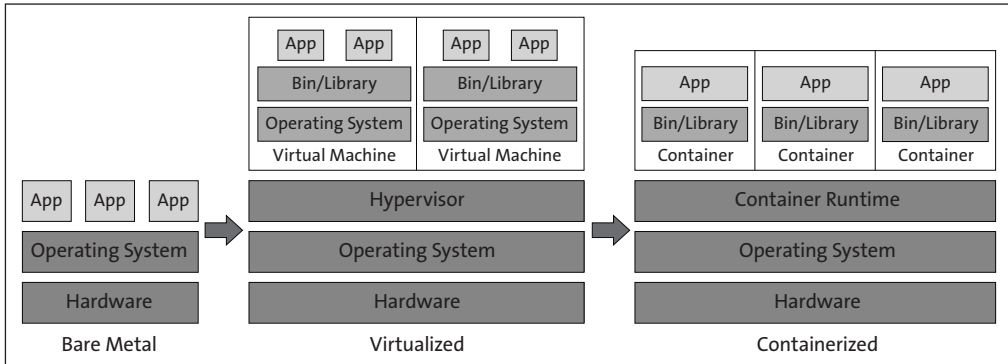 App App App
Operating System
Hardware
Bare Metal
App App App App
Bin/Library Bin/Library
Operating System Operating System
Virtual Machine Virtual Machine
Hypervisor
Operating System
Hardware
Virtualized
App App App
Bin/Library Bin/Library Bin/Library
Container Container Container
Container Runtime
Operating System
Hardware
Containerized